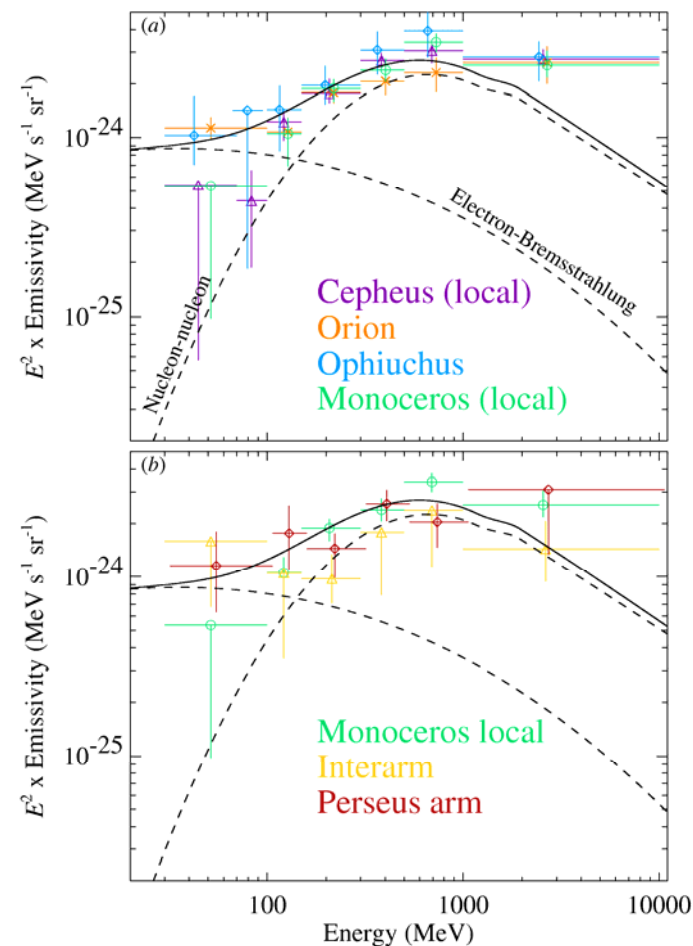 (a)
10⁻²⁴
10⁻²⁵
E² x Emissivity (MeV s⁻¹ sr⁻¹)
Nucleon-nucleon
Electron-Bremsstrahlung
Cepheus (local)
Orion
Ophiuchus
Monoceros (local)
(b)
10⁻²⁴
10⁻²⁵
E² x Emissivity (MeV s⁻¹ sr⁻¹)
Monoceros local
Interarm
Perseus arm
100 1000 10000
Energy (MeV)